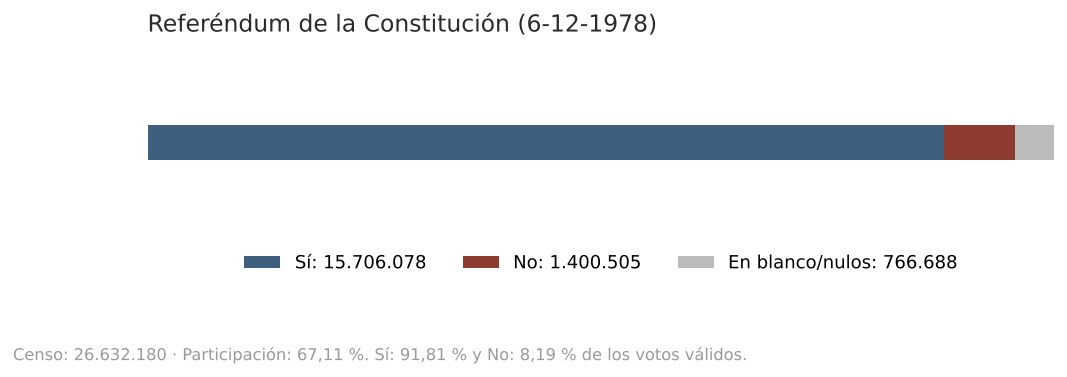 Referéndum de la Constitución (6-12-1978)
Sí: 15.706.078 No: 1.400.505 En blanco/nulos: 766.688
Censo: 26.632.180 · Participación: 67,11 %. Sí: 91,81 % y No: 8,19 % de los votos válidos.